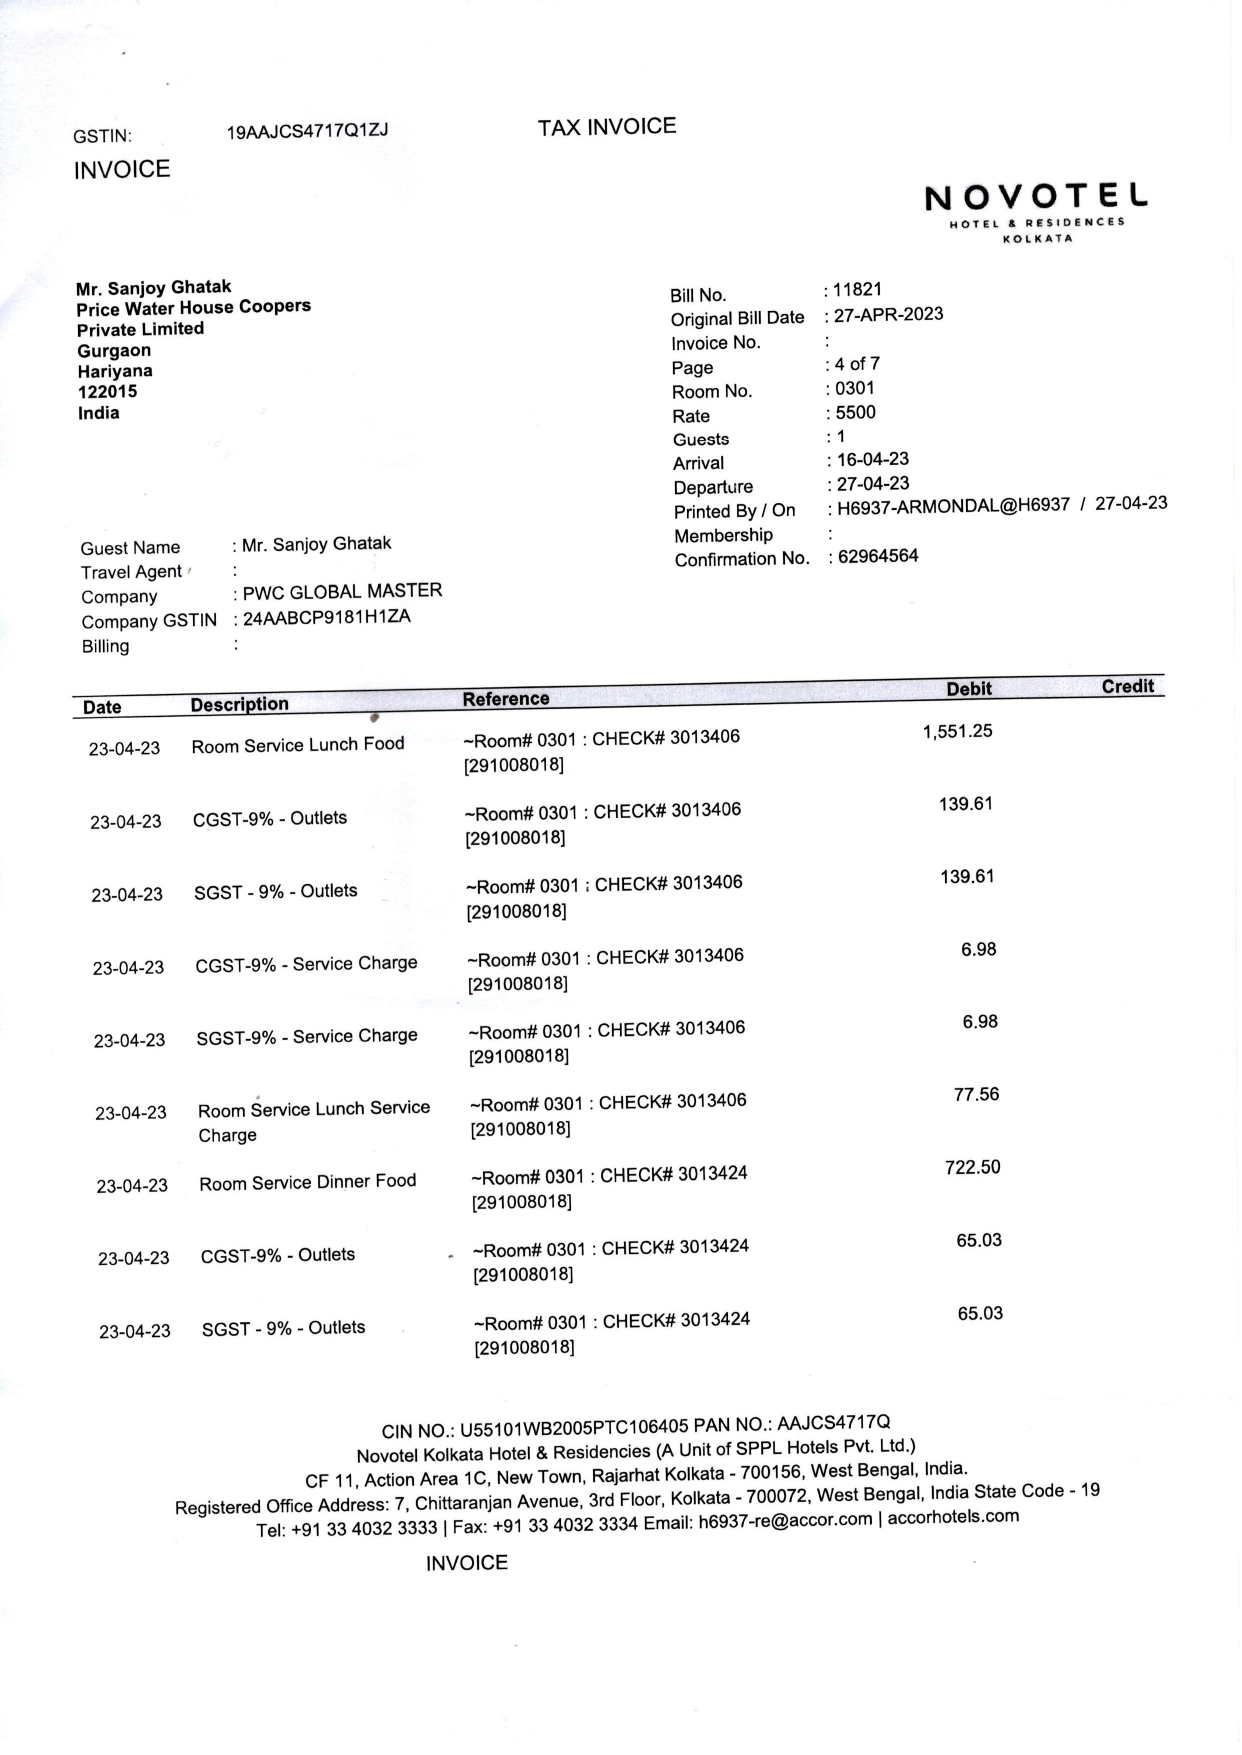 GSTIN: 19AAJCS4717Q1ZJ TAX INVOICE
INVOICE
NOVOTEL
HOTEL & RESIDENCES
KOLKATA
Mr. Sanjoy Ghatak
Price Water House Coopers
Private Limited
Gurgaon
Hariyana
122015
India
Bill No. : 11821
Original Bill Date : 27-APR-2023
Invoice No. :
Page : 4 of 7
Room No. : 0301
Rate : 5500
Guests : 1
Arrival : 16-04-23
Departure : 27-04-23
Printed By / On : H6937-ARMONDAL@H6937 / 27-04-23
Membership :
Confirmation No. : 62964564
Guest Name : Mr. Sanjoy Ghatak
Travel Agent :
Company : PWC GLOBAL MASTER
Company GSTIN : 24AABCP9181H1ZA
Billing :
Date Description Reference Debit Credit
23-04-23 Room Service Lunch Food ~Room# 0301 : CHECK# 3013406 1,551.25
[291008018]
23-04-23 CGST-9% - Outlets ~Room# 0301 : CHECK# 3013406 139.61
[291008018]
23-04-23 SGST - 9% - Outlets ~Room# 0301 : CHECK# 3013406 139.61
[291008018]
23-04-23 CGST-9% - Service Charge ~Room# 0301 : CHECK# 3013406 6.98
[291008018]
23-04-23 SGST-9% - Service Charge ~Room# 0301 : CHECK# 3013406 6.98
[291008018]
23-04-23 Room Service Lunch Service ~Room# 0301 : CHECK# 3013406 77.56
Charge [291008018]
23-04-23 Room Service Dinner Food ~Room# 0301 : CHECK# 3013424 722.50
[291008018]
23-04-23 CGST-9% - Outlets ~Room# 0301 : CHECK# 3013424 65.03
[291008018]
23-04-23 SGST - 9% - Outlets ~Room# 0301 : CHECK# 3013424 65.03
[291008018]
CIN NO.: U55101WB2005PTC106405 PAN NO.: AAJCS4717Q
Novotel Kolkata Hotel & Residencies (A Unit of SPPL Hotels Pvt. Ltd.)
CF 11, Action Area 1C, New Town, Rajarhat Kolkata - 700156, West Bengal, India.
Registered Office Address: 7, Chittaranjan Avenue, 3rd Floor, Kolkata - 700072, West Bengal, India State Code - 19
Tel: +91 33 4032 3333 | Fax: +91 33 4032 3334 Email: h6937-re@accor.com | accorhotels.com
INVOICE